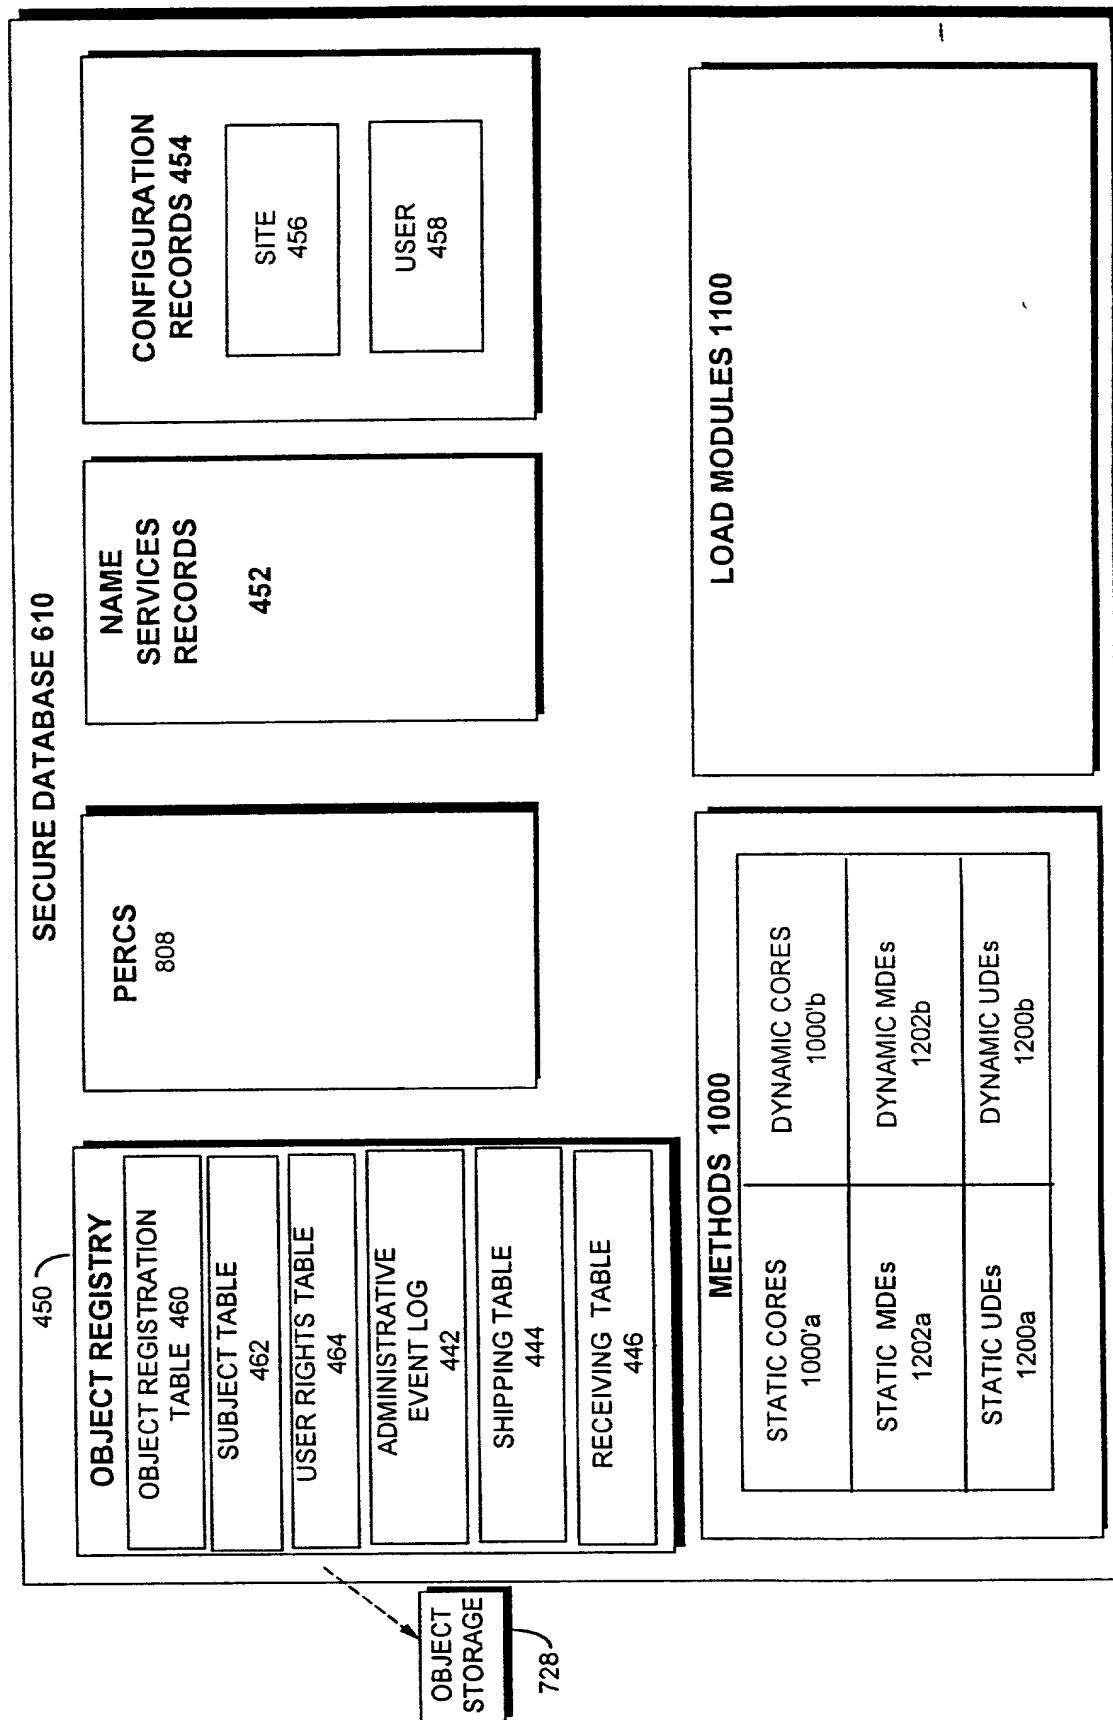 SECURE DATABASE 610
450
OBJECT REGISTRY
OBJECT REGISTRATION
TABLE 460
SUBJECT TABLE
462
USER RIGHTS TABLE
464
ADMINISTRATIVE
EVENT LOG
442
SHIPPING TABLE
444
RECEIVING TABLE
446
OBJECT
STORAGE
728
PERCS
808
NAME
SERVICES
RECORDS
452
CONFIGURATION
RECORDS 454
SITE
456
USER
458
METHODS 1000
STATIC CORES
1000'a
DYNAMIC CORES
1000'b
STATIC MDEs
1202a
DYNAMIC MDEs
1202b
STATIC UDEs
1200a
DYNAMIC UDEs
1200b
LOAD MODULES 1100